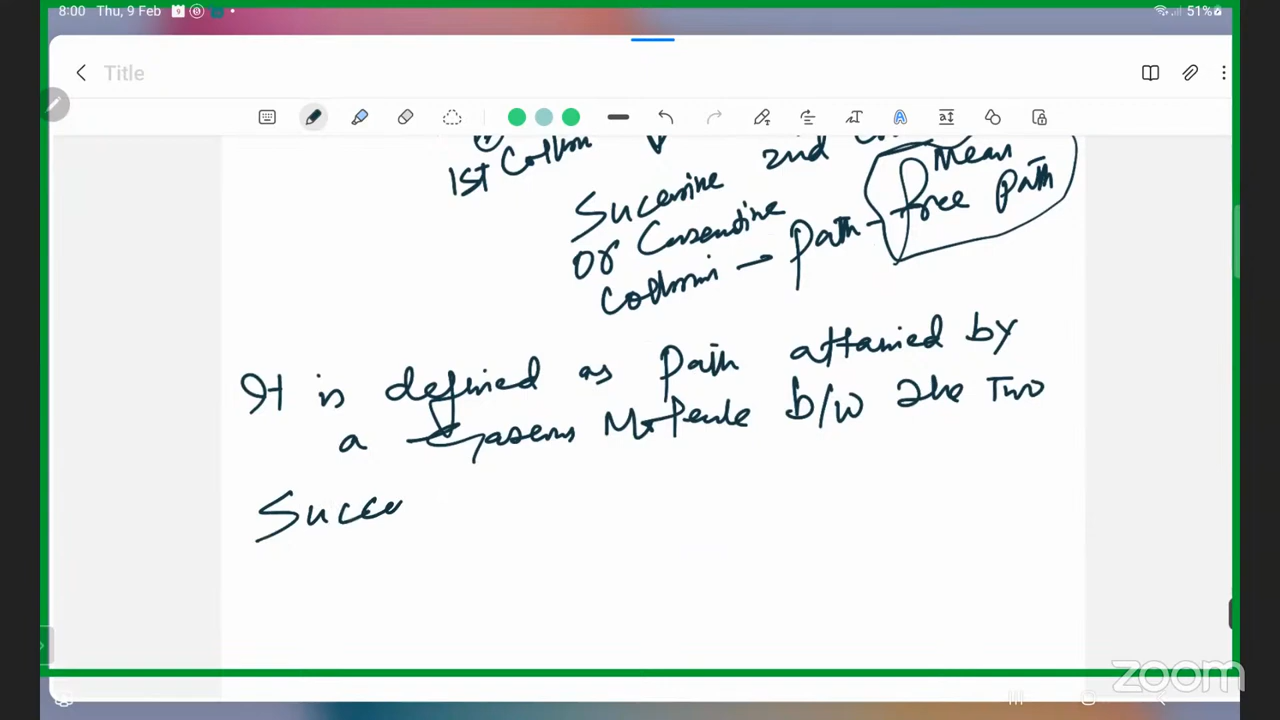 8:00 Thu, 9 Feb
51%
Title
1st Collision
2nd
Mean
free Path
Sucessive
or Consecutive
Collision - Path -
It is defined as Path attained by
a Gaseous Molecule b/w the Two
Succe
zoom